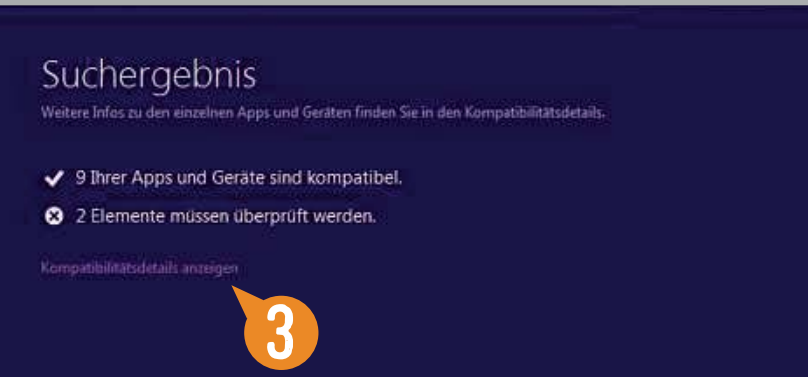 Suchergebnis
Weitere Infos zu den einzelnen Apps und Geräten finden Sie in den Kompatibilitätsdetails.
9 Ihrer Apps und Geräte sind kompatibel.
2 Elemente müssen überprüft werden.
Kompatibilitätsdetails anzeigen
3